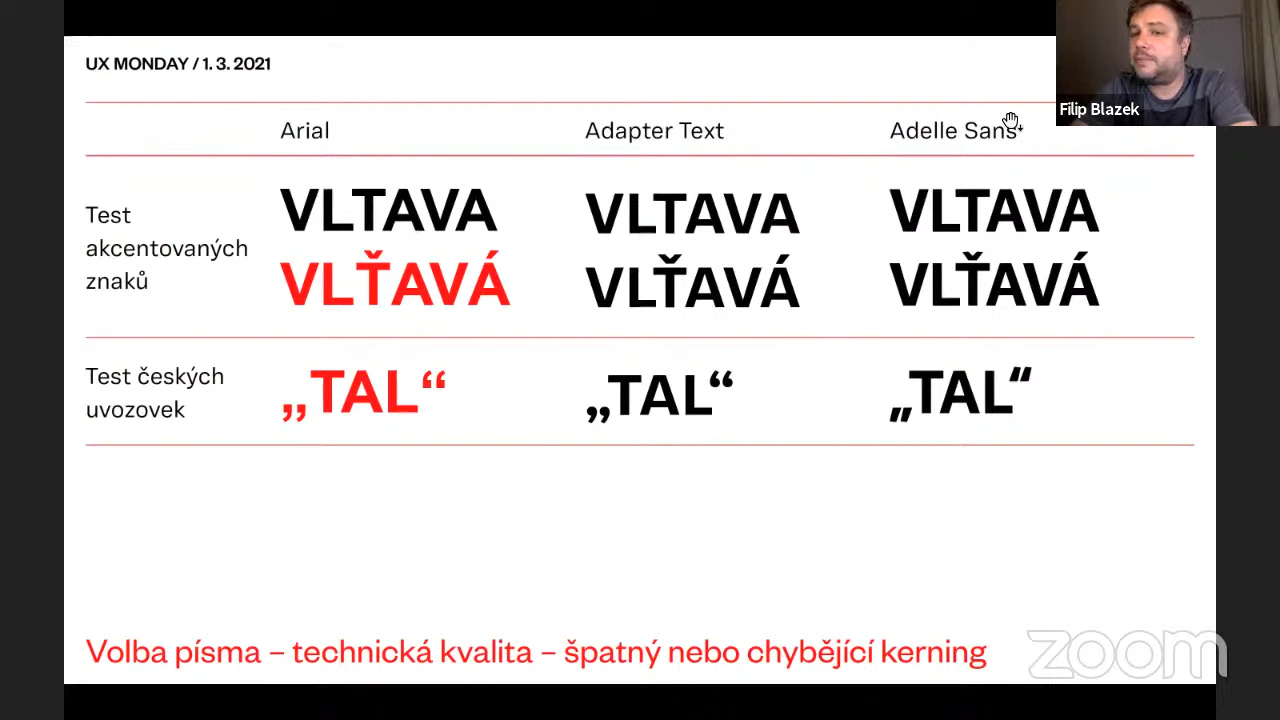 UX MONDAY / 1. 3. 2021
Filip Blazek
Arial
Adapter Text
Adelle Sans
Test
akcentovaných
znaků
VLTAVA
VLŤAVÁ
VLTAVA
VLŤAVÁ
VLTAVA
VLŤAVÁ
Test českých
uvozovek
„TAL“
„TAL“
„TAL“
Volba písma – technická kvalita – špatný nebo chybějící kerning
zoom